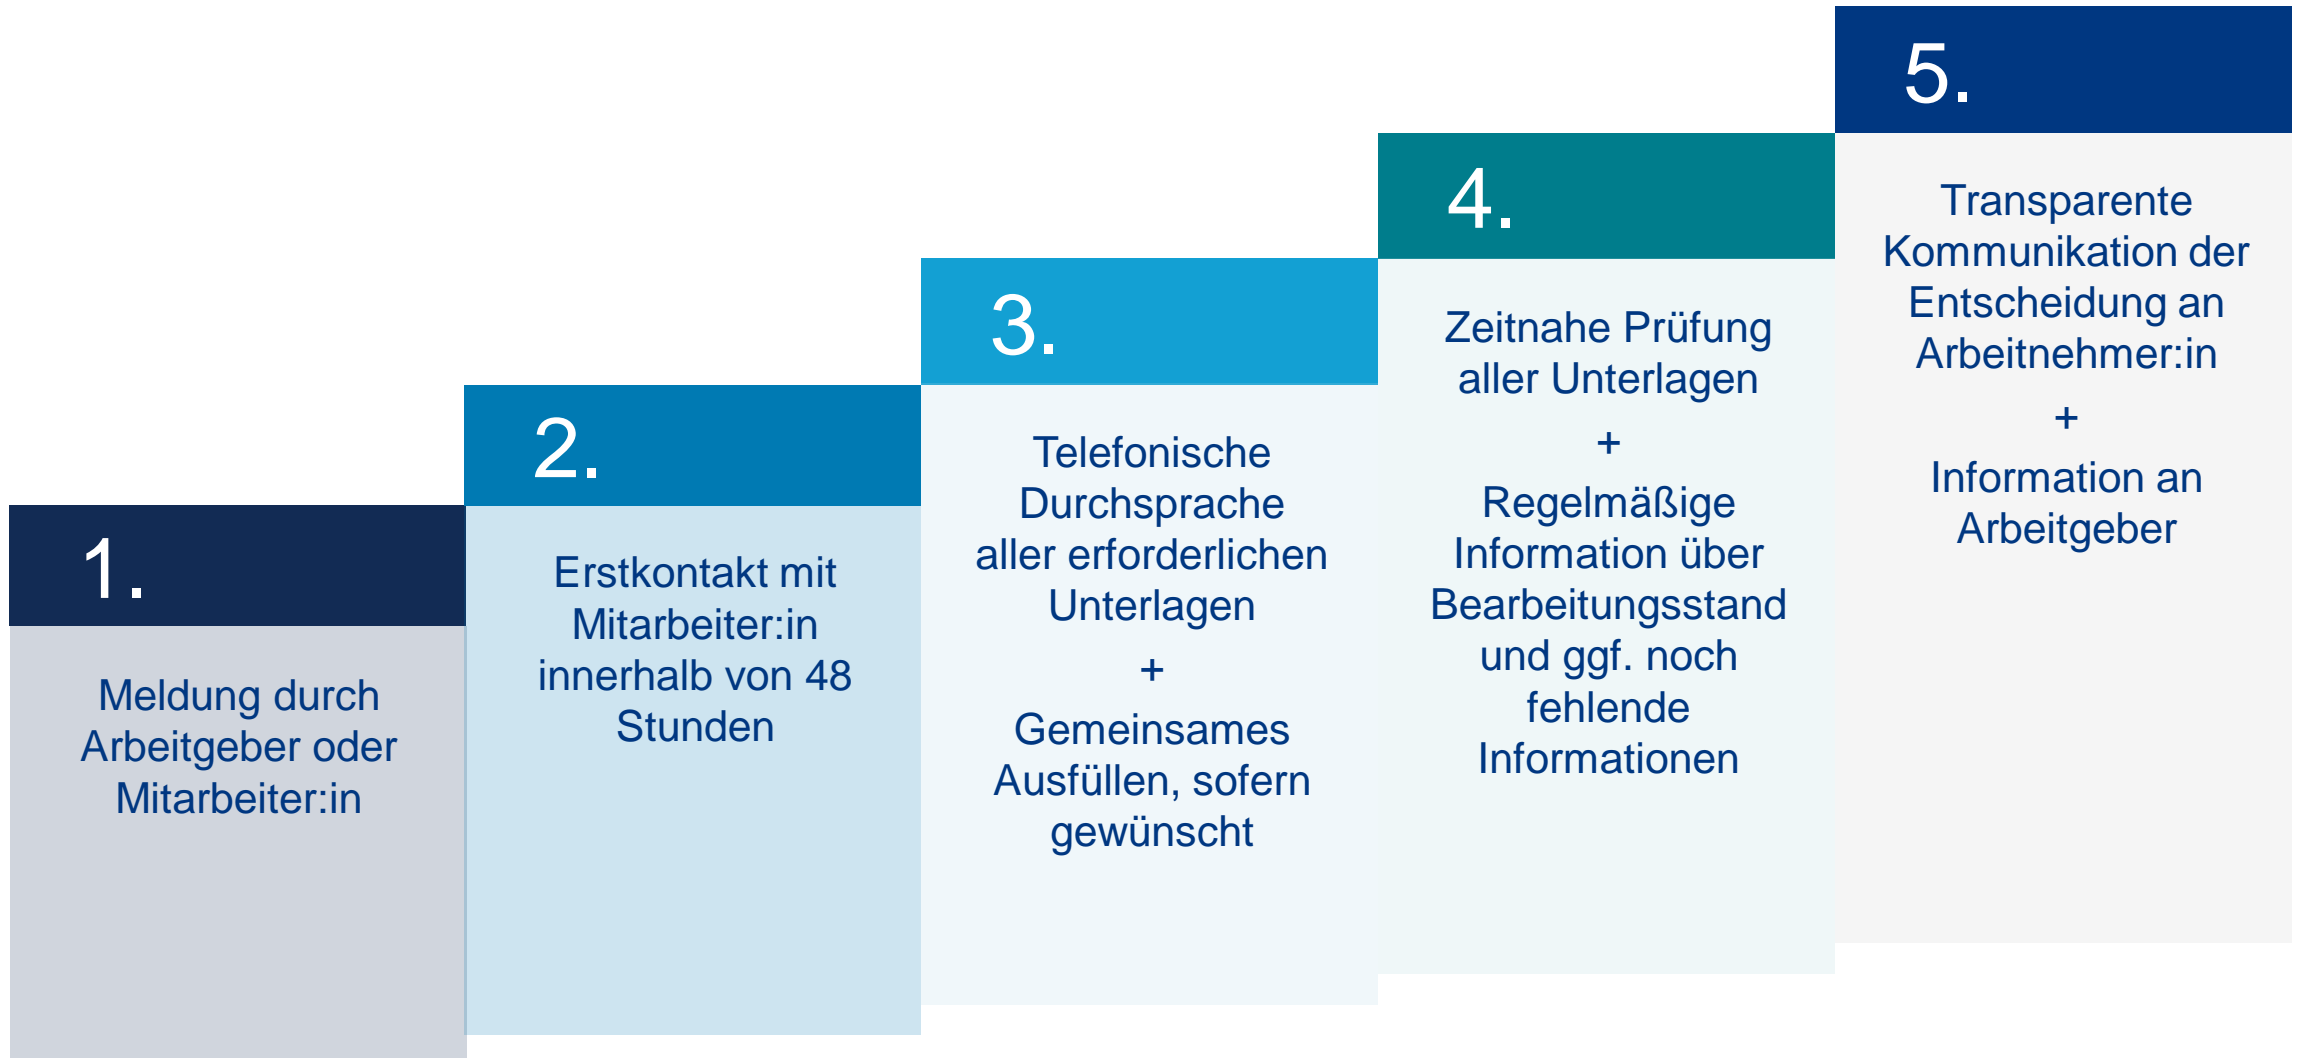 1.
Meldung durch
Arbeitgeber oder
Mitarbeiter:in
2.
Erstkontakt mit
Mitarbeiter:in
innerhalb von 48
Stunden
3.
Telefonische
Durchsprache
aller erforderlichen
Unterlagen
+
Gemeinsames
Ausfüllen, sofern
gewünscht
4.
Zeitnahe Prüfung
aller Unterlagen
+
Regelmäßige
Information über
Bearbeitungsstand
und ggf. noch
fehlende
Informationen
5.
Transparente
Kommunikation der
Entscheidung an
Arbeitnehmer:in
+
Information an
Arbeitgeber